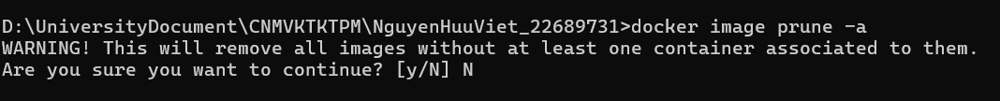 D:\UniversityDocument\CNMVKTKTPM\NguyenHuuViet_22689731>docker image prune -a
WARNING! This will remove all images without at least one container associated to them.
Are you sure you want to continue? [y/N] N